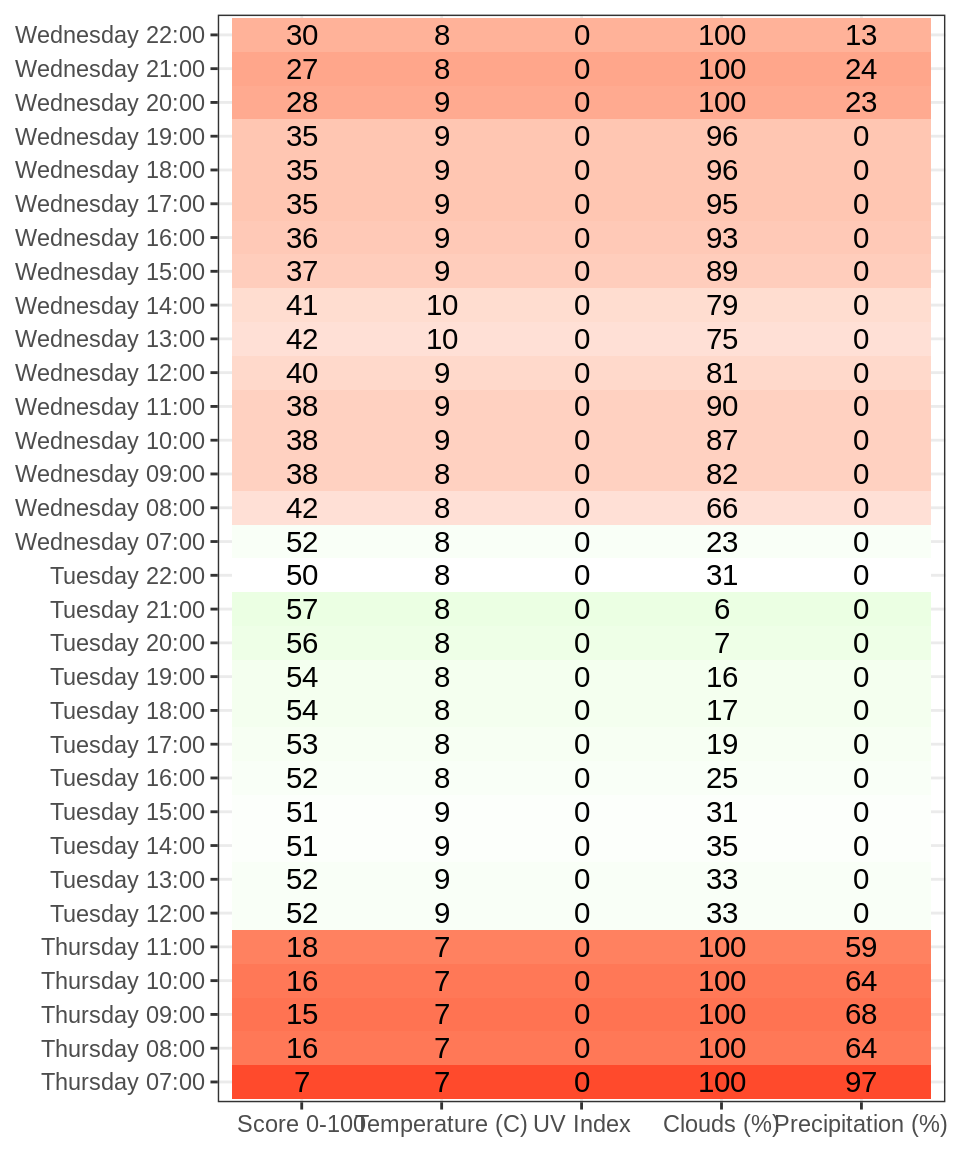 Wednesday 22:00 30 8 0 100 13
Wednesday 21:00 27 8 0 100 24
Wednesday 20:00 28 9 0 100 23
Wednesday 19:00 35 9 0 96 0
Wednesday 18:00 35 9 0 96 0
Wednesday 17:00 35 9 0 95 0
Wednesday 16:00 36 9 0 93 0
Wednesday 15:00 37 9 0 89 0
Wednesday 14:00 41 10 0 79 0
Wednesday 13:00 42 10 0 75 0
Wednesday 12:00 40 9 0 81 0
Wednesday 11:00 38 9 0 90 0
Wednesday 10:00 38 9 0 87 0
Wednesday 09:00 38 8 0 82 0
Wednesday 08:00 42 8 0 66 0
Wednesday 07:00 52 8 0 23 0
Tuesday 22:00 50 8 0 31 0
Tuesday 21:00 57 8 0 6 0
Tuesday 20:00 56 8 0 7 0
Tuesday 19:00 54 8 0 16 0
Tuesday 18:00 54 8 0 17 0
Tuesday 17:00 53 8 0 19 0
Tuesday 16:00 52 8 0 25 0
Tuesday 15:00 51 9 0 31 0
Tuesday 14:00 51 9 0 35 0
Tuesday 13:00 52 9 0 33 0
Tuesday 12:00 52 9 0 33 0
Thursday 11:00 18 7 0 100 59
Thursday 10:00 16 7 0 100 64
Thursday 09:00 15 7 0 100 68
Thursday 08:00 16 7 0 100 64
Thursday 07:00 7 7 0 100 97
Score 0-100 Temperature (C) UV Index Clouds (%) Precipitation (%)